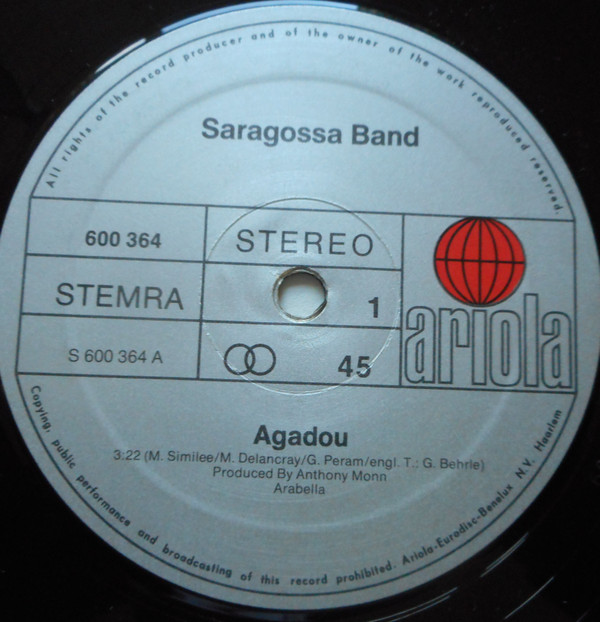 All rights of the record producer and of the owner of the work reproduced reserved.
Saragossa Band
600 364
STEREO
STEMRA
1
ariola
S 600 364 A
45
Agadou
3:22 (M. Similee/M. Delancray/G. Peram/engl. T.: G. Behrle)
Produced By Anthony Monn
Arabella
Copying, public performance and broadcasting of this record prohibited. Ariola-Eurodisc-Benelux N.V. Haarlem